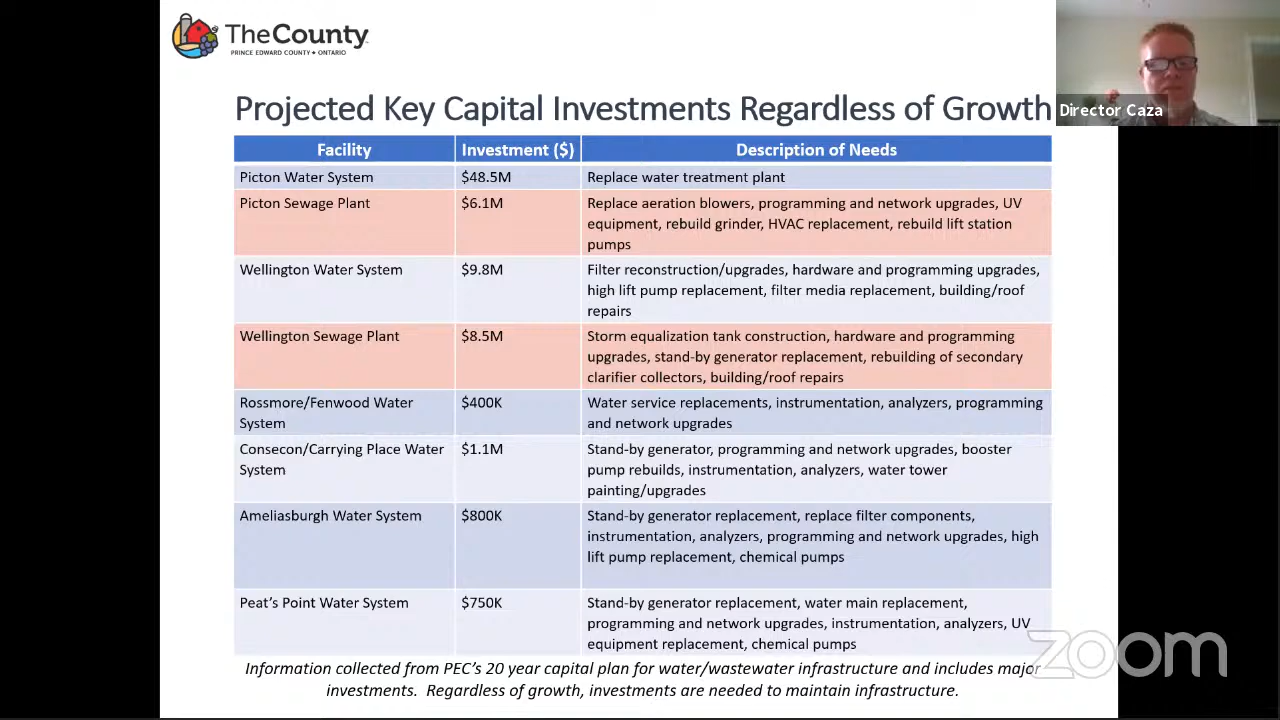 TheCounty
PRINCE EDWARD COUNTY • ONTARIO
Director Caza
Projected Key Capital Investments Regardless of Growth
Facility Investment ($) Description of Needs
Picton Water System $48.5M Replace water treatment plant
Picton Sewage Plant $6.1M Replace aeration blowers, programming and network upgrades, UV
equipment, rebuild grinder, HVAC replacement, rebuild lift station
pumps
Wellington Water System $9.8M Filter reconstruction/upgrades, hardware and programming upgrades,
high lift pump replacement, filter media replacement, building/roof
repairs
Wellington Sewage Plant $8.5M Storm equalization tank construction, hardware and programming
upgrades, stand-by generator replacement, rebuilding of secondary
clarifier collectors, building/roof repairs
Rossmore/Fenwood Water $400K Water service replacements, instrumentation, analyzers, programming
System and network upgrades
Consecon/Carrying Place Water $1.1M Stand-by generator, programming and network upgrades, booster
System pump rebuilds, instrumentation, analyzers, water tower
painting/upgrades
Ameliasburgh Water System $800K Stand-by generator replacement, replace filter components,
instrumentation, analyzers, programming and network upgrades, high
lift pump replacement, chemical pumps
Peat's Point Water System $750K Stand-by generator replacement, water main replacement,
programming and network upgrades, instrumentation, analyzers, UV
equipment replacement, chemical pumps
Information collected from PEC's 20 year capital plan for water/wastewater infrastructure and includes major
investments. Regardless of growth, investments are needed to maintain infrastructure.
zoom